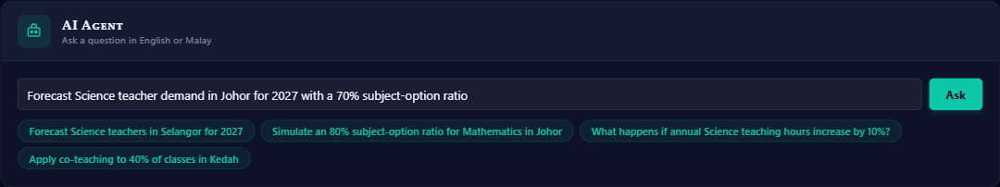 AI Agent
Ask a question in English or Malay
Forecast Science teacher demand in Johor for 2027 with a 70% subject-option ratio
Ask
Forecast Science teachers in Selangor for 2027
Simulate an 80% subject-option ratio for Mathematics in Johor
What happens if annual Science teaching hours increase by 10%?
Apply co-teaching to 40% of classes in Kedah